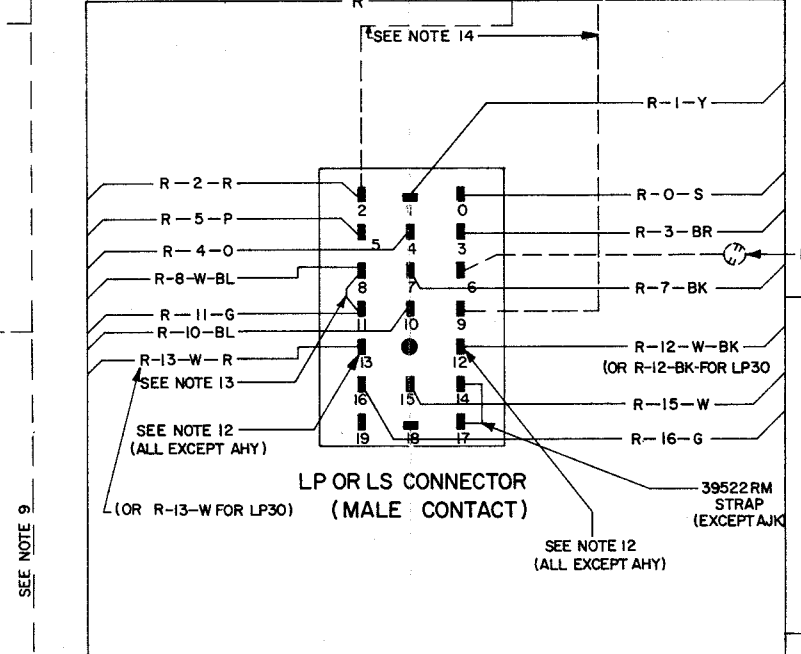 R
SEE NOTE 14
R-1-Y
R-2-R
R-0-S
2 1 0
R-5-P
R-3-BR
5 4 3
R-4-O
R-8-W-BL
R-7-BK
8 7 6
R-11-G
R-10-BL
11 10 9
R-13-W-R
R-12-W-BK
(OR R-12-BK-FOR LP30
13 12
SEE NOTE 13
R-15-W
16 15 14
SEE NOTE 12
(ALL EXCEPT AHY)
R-16-G
19 18 17
LP OR LS CONNECTOR
(MALE CONTACT)
39522RM
STRAP
(EXCEPT AJK
(OR R-13-W FOR LP30)
SEE NOTE 12
(ALL EXCEPT AHY)
SEE NOTE 9